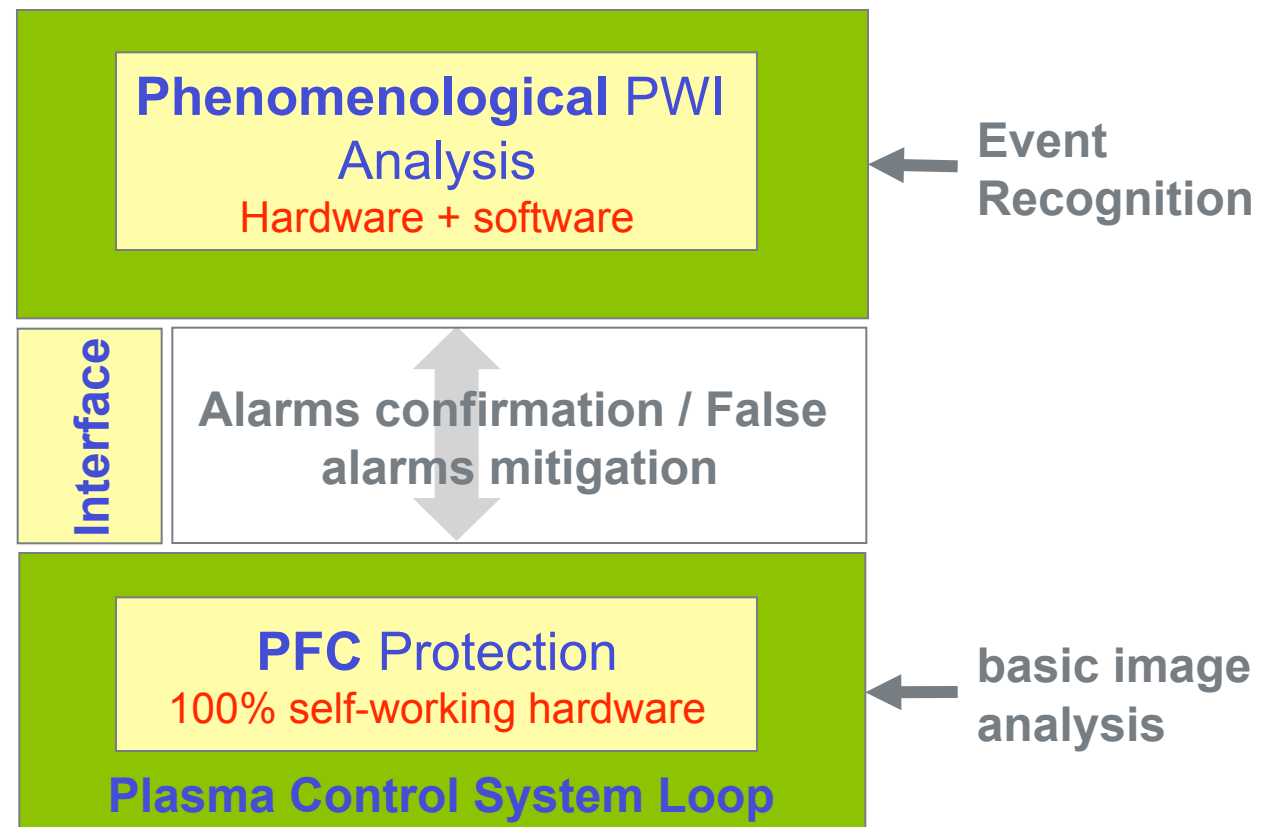 Phenomenological PWI
Analysis
Hardware + software
Event
Recognition
Interface
Alarms confirmation / False
alarms mitigation
PFC Protection
100% self-working hardware
Plasma Control System Loop
basic image
analysis